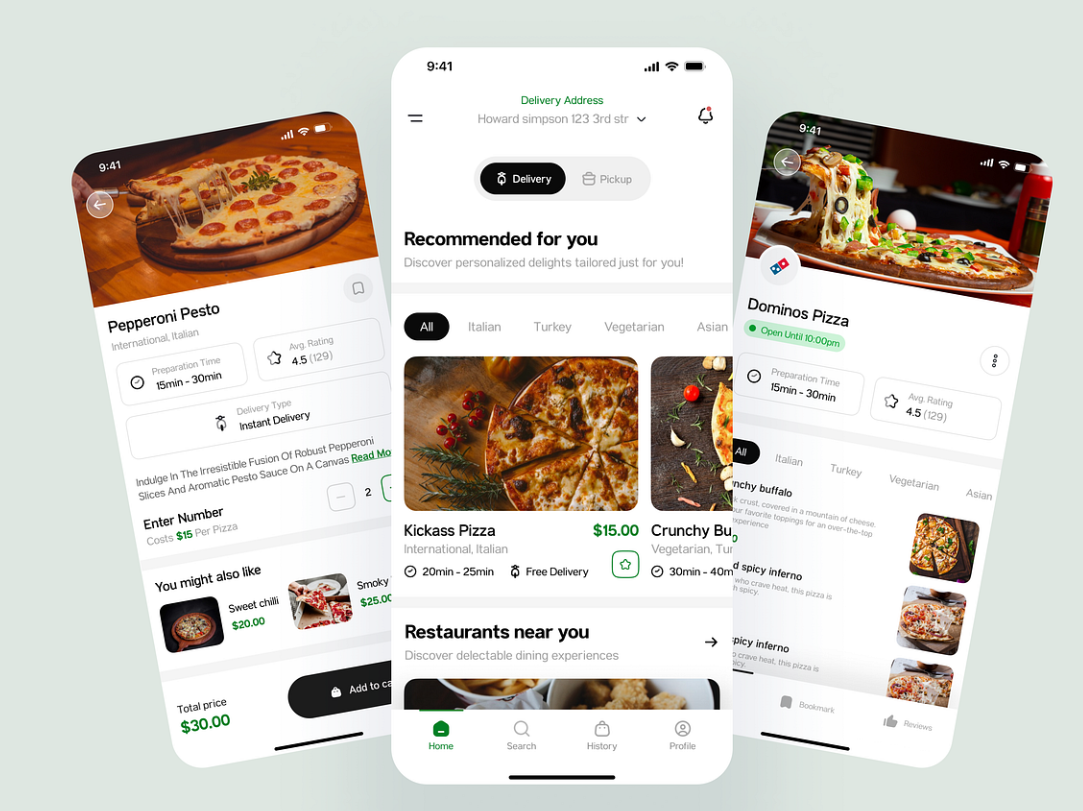 9:41
Pepperoni Pesto
International, Italian
Preparation Time
15min - 30min
Avg. Rating
4.5 (129)
Delivery Type
Instant Delivery
Indulge In The Irresistible Fusion Of Robust Pepperoni
Slices And Aromatic Pesto Sauce On A Canvas Read Mo
Enter Number
Costs $15 Per Pizza
2
You might also like
Sweet chilli
$20.00
Smoky
$25.00
Total price
$30.00
Add to ca
9:41
Delivery Address
Howard simpson 123 3rd str
Delivery
Pickup
Recommended for you
Discover personalized delights tailored just for you!
All
Italian
Turkey
Vegetarian
Asian
Kickass Pizza
$15.00
International, Italian
20min - 25min
Free Delivery
Crunchy Bu
Vegetarian, Tur
30min - 40m
Restaurants near you
Discover delectable dining experiences
Home
Search
History
Profile
9:41
Dominos Pizza
Open Until 10:00pm
Preparation Time
15min - 30min
Avg. Rating
4.5 (129)
All
Italian
Turkey
Vegetarian
Asian
nchy buffalo
k crust, covered in a mountain of cheese.
our favorite toppings for an over-the-top
experience
d spicy inferno
who crave heat, this pizza is
h spicy.
spicy inferno
o crave heat, this pizza is
Bookmark
Reviews